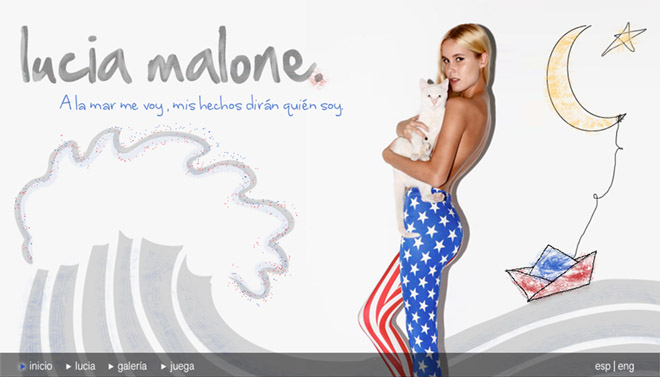 lucia malone.
A la mar me voy, mis hechos dirán quién soy.
inicio lucia galería juega esp | eng